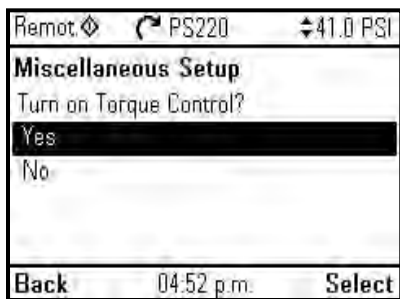 Remot PS220 41.0 PSI
Miscellaneous Setup
Turn on Torque Control?
Yes
No
Back 04:52 p.m. Select